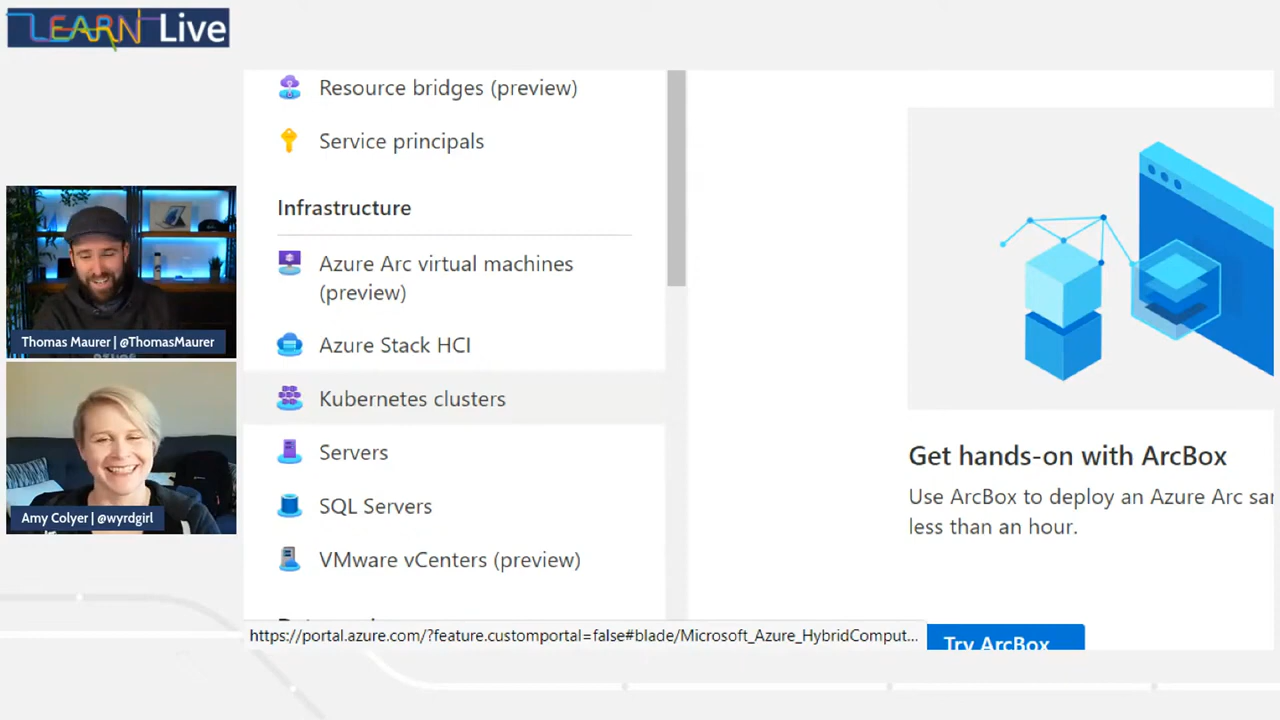 LEARN Live
Resource bridges (preview)
Service principals
Infrastructure
Azure Arc virtual machines
(preview)
Azure Stack HCI
Kubernetes clusters
Servers
SQL Servers
VMware vCenters (preview)
Thomas Maurer | @ThomasMaurer
Amy Colyer | @wyrdgirl
Get hands-on with ArcBox
Use ArcBox to deploy an Azure Arc
less than an hour.
Try ArcBox
https://portal.azure.com/?feature.customportal=false#blade/Microsoft_Azure_HybridComput...